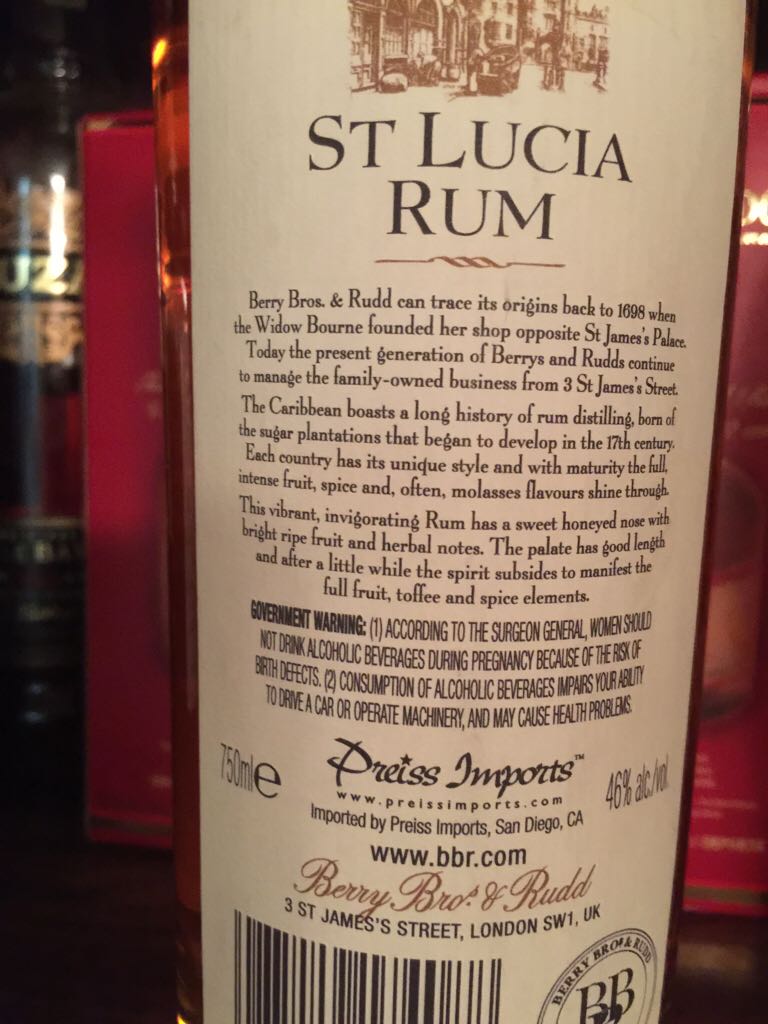 ST LUCIA
RUM
Berry Bros. & Rudd can trace its origins back to 1698 when
the Widow Bourne founded her shop opposite St James's Palace.
Today the present generation of Berrys and Rudds continue
to manage the family-owned business from 3 St James's Street.
The Caribbean boasts a long history of rum distilling, born of
the sugar plantations that began to develop in the 17th century.
Each country has its unique style and with maturity the full,
intense fruit, spice and, often, molasses flavours shine through.
This vibrant, invigorating Rum has a sweet honeyed nose with
bright ripe fruit and herbal notes. The palate has good length
and after a little while the spirit subsides to manifest the
full fruit, toffee and spice elements.
GOVERNMENT WARNING: (1) ACCORDING TO THE SURGEON GENERAL, WOMEN SHOULD
NOT DRINK ALCOHOLIC BEVERAGES DURING PREGNANCY BECAUSE OF THE RISK OF
BIRTH DEFECTS. (2) CONSUMPTION OF ALCOHOLIC BEVERAGES IMPAIRS YOUR ABILITY
TO DRIVE A CAR OR OPERATE MACHINERY, AND MAY CAUSE HEALTH PROBLEMS.
750ml e
Preiss Imports™
46% alc./vol.
www.preissimports.com
Imported by Preiss Imports, San Diego, CA
www.bbr.com
Berry Bros. & Rudd
3 ST JAMES'S STREET, LONDON SW1, UK
BERRY BROS & RUDD
BB